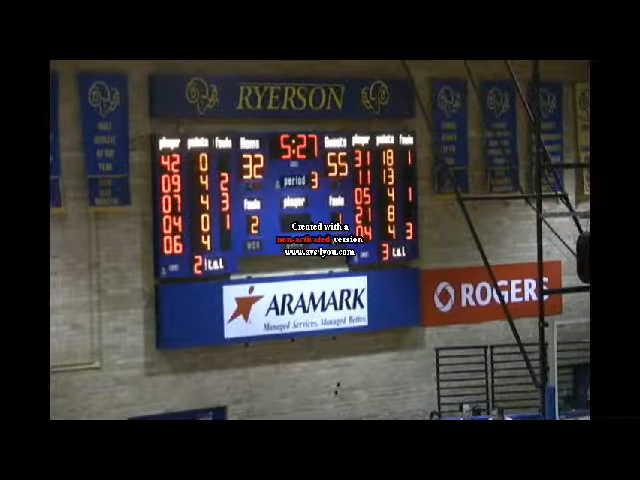 RYERSON
player points fouls Home 5:27 Guests player points fouls
42 0 32 55 31 18 1
09 4 2 period 3 11 13
07 4 3 fouls player fouls 05 4 1
04 0 1 2 1 21 8
06 4 04 4 3
2 3
Created with a
non-activated version
www.avs4you.com
ARAMARK
Managed Services, Managed Better.
ROGERS